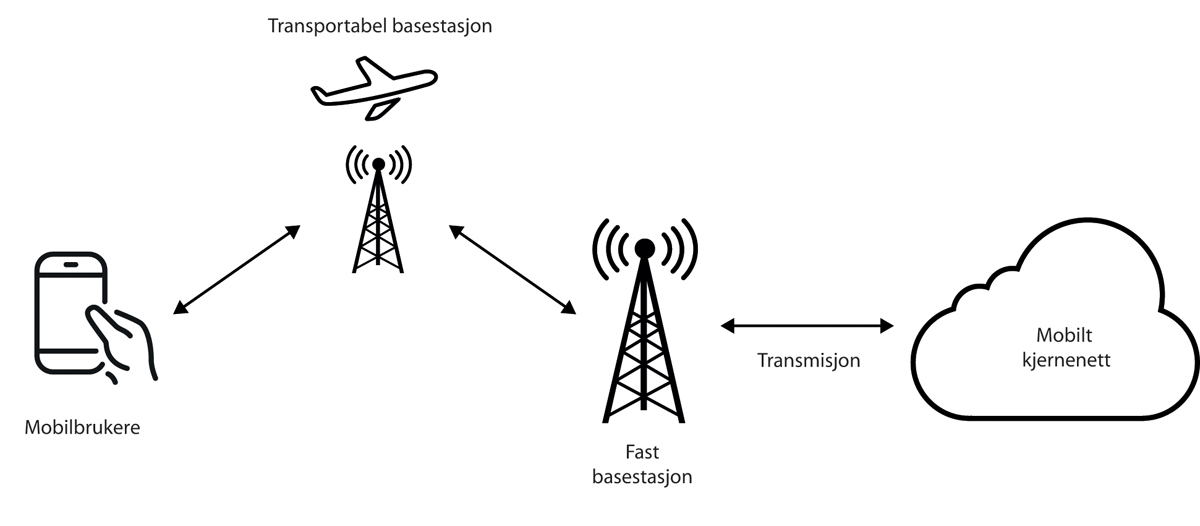 Transportabel basestasjon
Mobilbrukere
Fast
basestasjon
Transmisjon
Mobilt
kjernenett